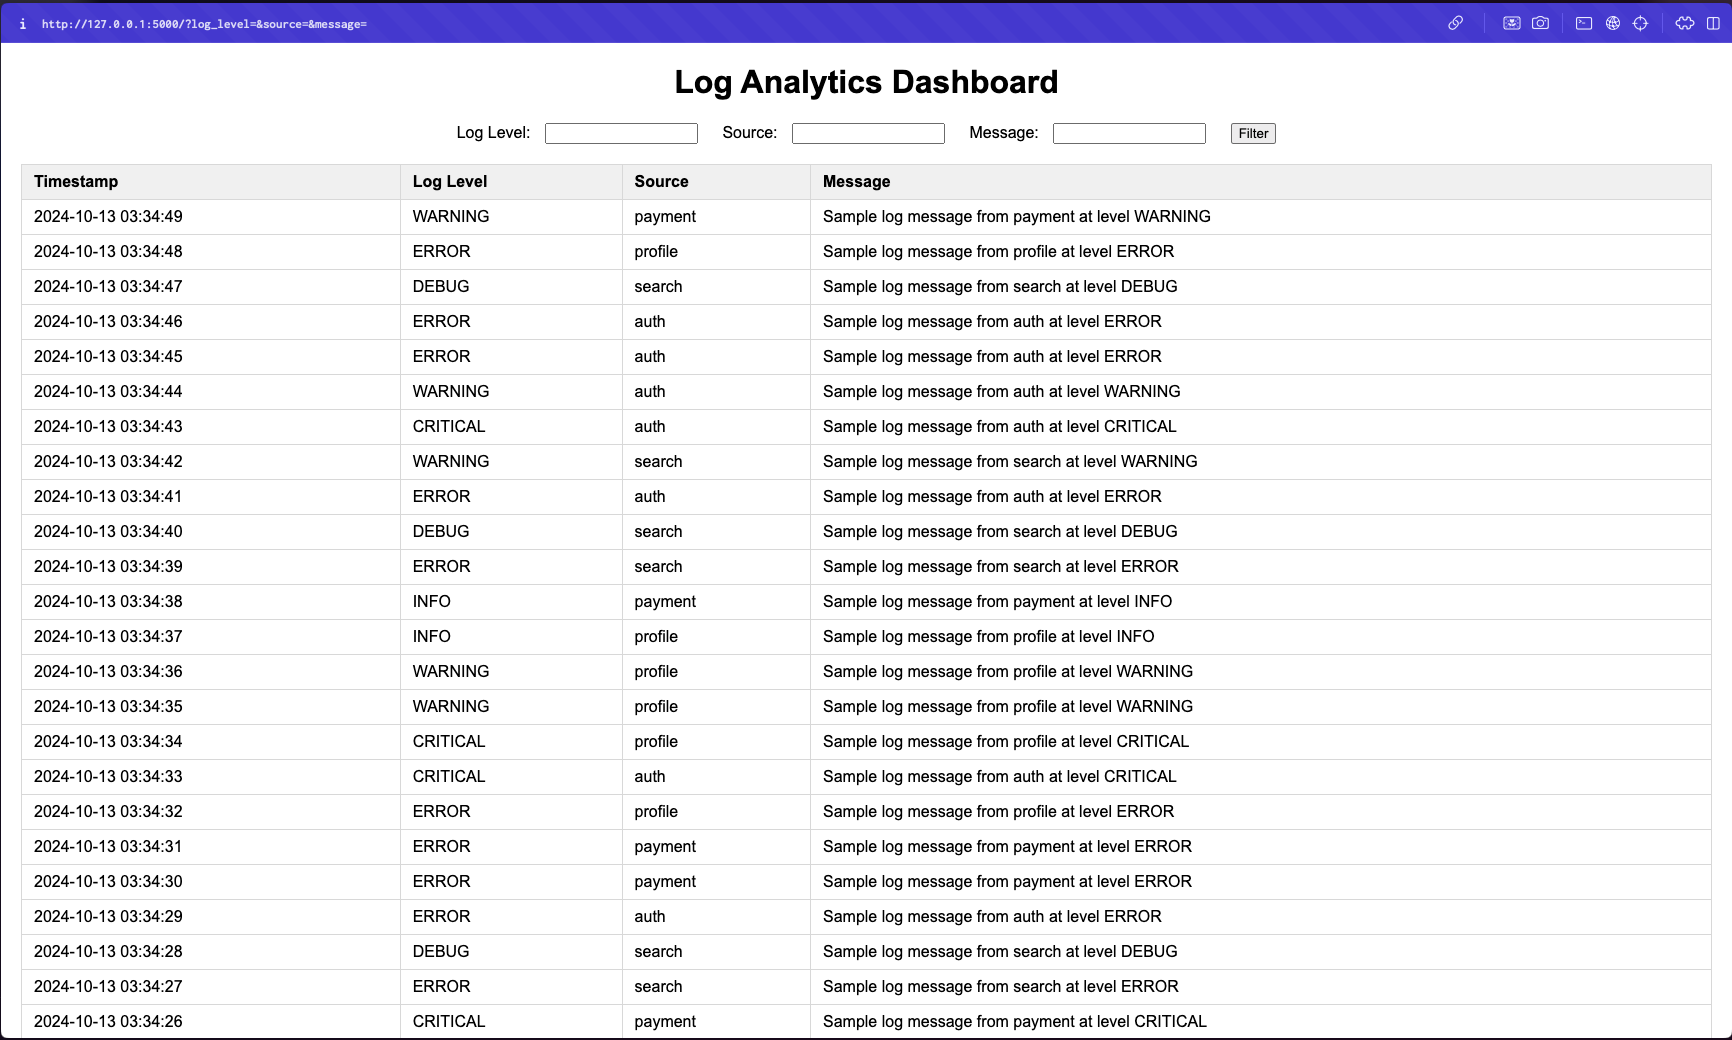 i http://127.0.0.1:5000/?log_level=&source=&message=
Log Analytics Dashboard
Log Level: Source: Message: Filter
Timestamp Log Level Source Message
2024-10-13 03:34:49 WARNING payment Sample log message from payment at level WARNING
2024-10-13 03:34:48 ERROR profile Sample log message from profile at level ERROR
2024-10-13 03:34:47 DEBUG search Sample log message from search at level DEBUG
2024-10-13 03:34:46 ERROR auth Sample log message from auth at level ERROR
2024-10-13 03:34:45 ERROR auth Sample log message from auth at level ERROR
2024-10-13 03:34:44 WARNING auth Sample log message from auth at level WARNING
2024-10-13 03:34:43 CRITICAL auth Sample log message from auth at level CRITICAL
2024-10-13 03:34:42 WARNING search Sample log message from search at level WARNING
2024-10-13 03:34:41 ERROR auth Sample log message from auth at level ERROR
2024-10-13 03:34:40 DEBUG search Sample log message from search at level DEBUG
2024-10-13 03:34:39 ERROR search Sample log message from search at level ERROR
2024-10-13 03:34:38 INFO payment Sample log message from payment at level INFO
2024-10-13 03:34:37 INFO profile Sample log message from profile at level INFO
2024-10-13 03:34:36 WARNING profile Sample log message from profile at level WARNING
2024-10-13 03:34:35 WARNING profile Sample log message from profile at level WARNING
2024-10-13 03:34:34 CRITICAL profile Sample log message from profile at level CRITICAL
2024-10-13 03:34:33 CRITICAL auth Sample log message from auth at level CRITICAL
2024-10-13 03:34:32 ERROR profile Sample log message from profile at level ERROR
2024-10-13 03:34:31 ERROR payment Sample log message from payment at level ERROR
2024-10-13 03:34:30 ERROR payment Sample log message from payment at level ERROR
2024-10-13 03:34:29 ERROR auth Sample log message from auth at level ERROR
2024-10-13 03:34:28 DEBUG search Sample log message from search at level DEBUG
2024-10-13 03:34:27 ERROR search Sample log message from search at level ERROR
2024-10-13 03:34:26 CRITICAL payment Sample log message from payment at level CRITICAL